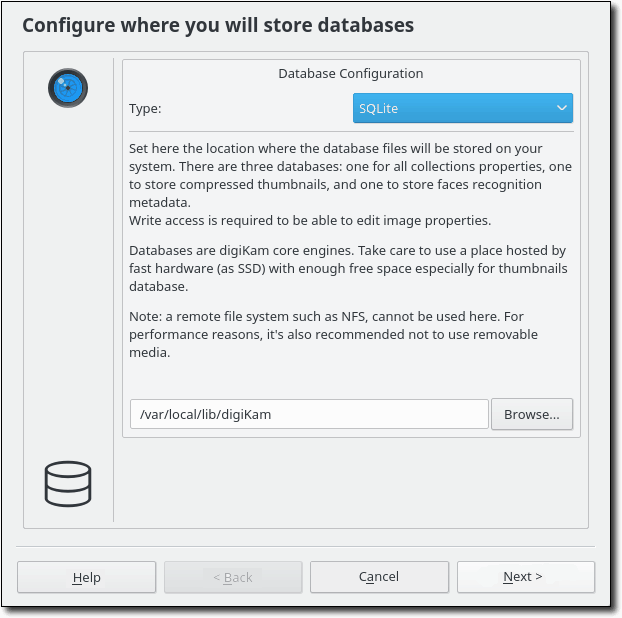 Configure where you will store databases
Database Configuration
Type:
SQLite
Set here the location where the database files will be stored on your
system. There are three databases: one for all collections properties, one
to store compressed thumbnails, and one to store faces recognition
metadata.
Write access is required to be able to edit image properties.
Databases are digiKam core engines. Take care to use a place hosted by
fast hardware (as SSD) with enough free space especially for thumbnails
database.
Note: a remote file system such as NFS, cannot be used here. For
performance reasons, it's also recommended not to use removable
media.
/var/local/lib/digiKam
Browse...
Help
< Back
Cancel
Next >